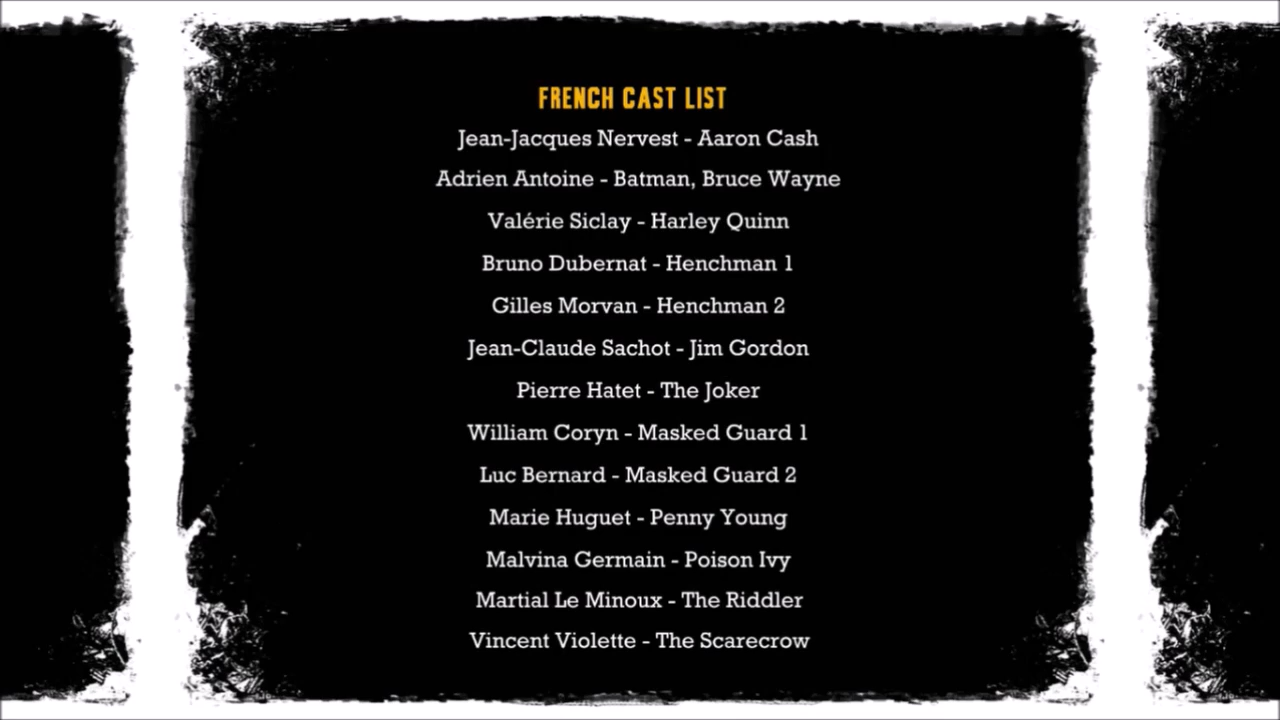 FRENCH CAST LIST
Jean-Jacques Nervest - Aaron Cash
Adrien Antoine - Batman, Bruce Wayne
Valérie Siclay - Harley Quinn
Bruno Dubernat - Henchman 1
Gilles Morvan - Henchman 2
Jean-Claude Sachot - Jim Gordon
Pierre Hatet - The Joker
William Coryn - Masked Guard 1
Luc Bernard - Masked Guard 2
Marie Huguet - Penny Young
Malvina Germain - Poison Ivy
Martial Le Minoux - The Riddler
Vincent Violette - The Scarecrow